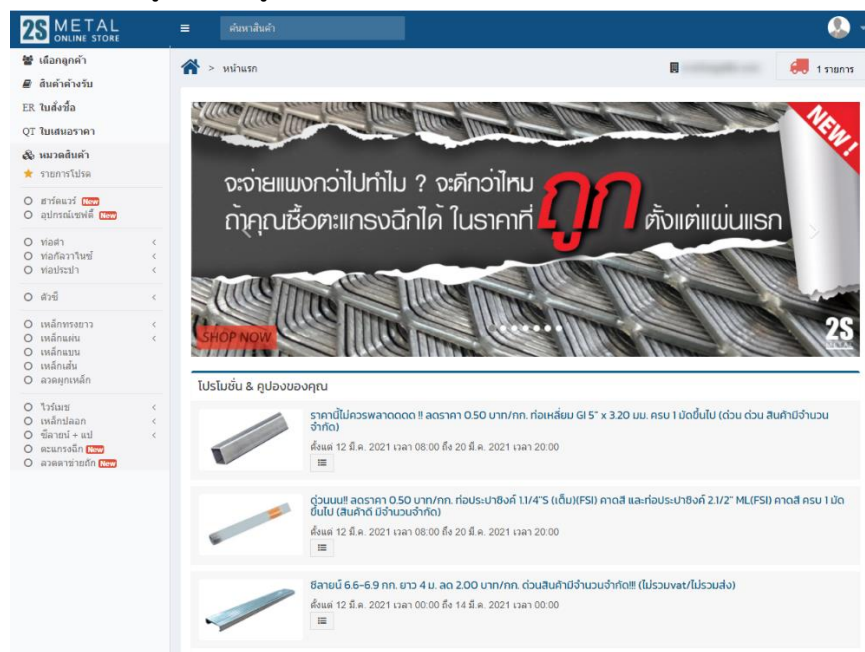 2S METAL
ONLINE STORE
ค้นหาสินค้า
เลือกลูกค้า
สินค้าค้างรับ
ER ใบสั่งซื้อ
QT ใบเสนอราคา
หมวดสินค้า
รายการโปรด
ฮาร์ดแวร์ New
อุปกรณ์เซฟตี้ New
ท่อดำ
ท่อกัลวาไนซ์
ท่อประปา
ตัวซี
เหล็กทรงยาว
เหล็กแผ่น
เหล็กแบน
เหล็กเส้น
ลวดผูกเหล็ก
ไวร์เมช
เหล็กปลอก
ซีลายน์ + แป
ตะแกรงฉีก New
ลวดตาข่ายถัก New
> หน้าแรก
1 รายการ
NEW!
จะจ่ายแพงกว่าไปทำไม ? จะดีกว่าไหม
ถ้าคุณซื้อตะแกรงฉีกได้ ในราคาที่ ถูก ตั้งแต่แผ่นแรก
SHOP NOW
2S
METAL
โปรโมชั่น & คูปองของคุณ
ราคานี้ไม่ควรพลาดดดด !! ลดราคา 0.50 บาท/กก. ท่อเหลี่ยม GI 5" x 3.20 มม. ครบ 1 มัดขึ้นไป (ด่วน ด่วน สินค้ามีจำนวน
จำกัด)
ตั้งแต่ 12 มี.ค. 2021 เวลา 08:00 ถึง 20 มี.ค. 2021 เวลา 20:00
ด่วนนน!! ลดราคา 0.50 บาท/กก. ท่อประปาซิงค์ 1.1/4"S (เต็ม)(FSI) คาดสี และท่อประปาซิงค์ 2.1/2" ML(FSI) คาดสี ครบ 1 มัด
ขึ้นไป (สินค้าดี มีจำนวนจำกัด)
ตั้งแต่ 12 มี.ค. 2021 เวลา 08:00 ถึง 20 มี.ค. 2021 เวลา 20:00
ซีลายน์ 6.6-6.9 กก. ยาว 4 ม. ลด 2.00 บาท/กก. ด่วนสินค้ามีจำนวนจำกัด!!! (ไม่รวมvat/ไม่รวมส่ง)
ตั้งแต่ 12 มี.ค. 2021 เวลา 00:00 ถึง 14 มี.ค. 2021 เวลา 00:00